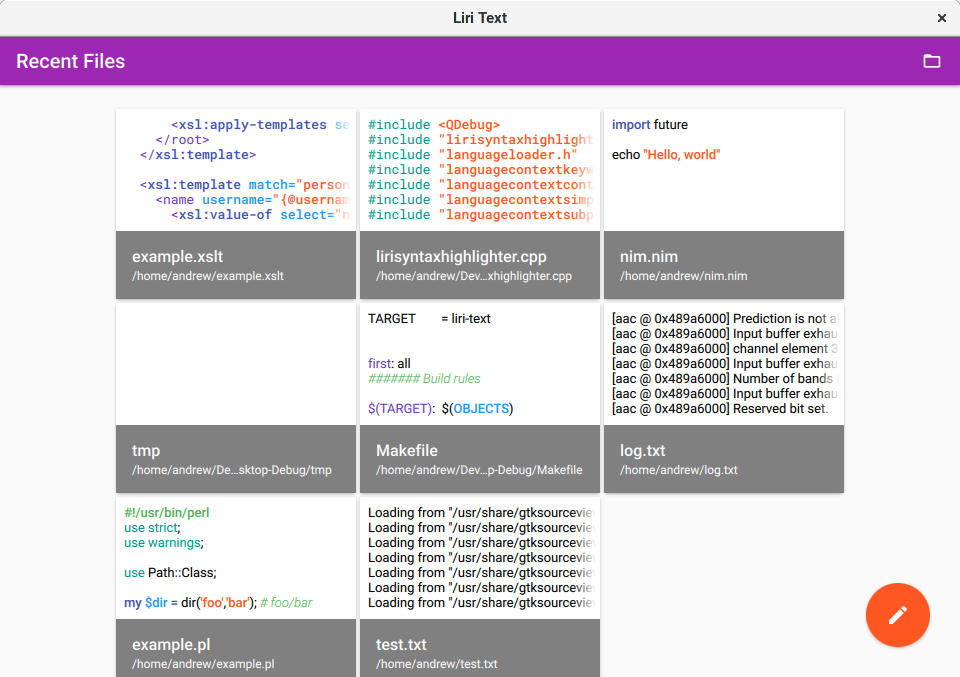 Liri Text
Recent Files
<xsl:apply-templates se
</root>
</xsl:template>
<xsl:template match="person
<name username="{@usernam
<xsl:value-of select="n
example.xslt
/home/andrew/example.xslt
#include <QDebug>
#include "lirisyntaxhighlight
#include "languageloader.h"
#include "languagecontextkeyw
#include "languagecontextcont
#include "languagecontextsimp
#include "languagecontextsubp
lirisyntaxhighlighter.cpp
/home/andrew/Dev…xhighlighter.cpp
import future
echo "Hello, world"
nim.nim
/home/andrew/nim.nim
tmp
/home/andrew/De…sktop-Debug/tmp
TARGET = liri-text
first: all
####### Build rules
$(TARGET): $(OBJECTS)
Makefile
/home/andrew/Dev…p-Debug/Makefile
[aac @ 0x489a6000] Prediction is not a
[aac @ 0x489a6000] Input buffer exhau
[aac @ 0x489a6000] channel element 3
[aac @ 0x489a6000] Input buffer exhau
[aac @ 0x489a6000] Number of bands
[aac @ 0x489a6000] Input buffer exhau
[aac @ 0x489a6000] Reserved bit set.
log.txt
/home/andrew/log.txt
#!/usr/bin/perl
use strict;
use warnings;
use Path::Class;
my $dir = dir('foo','bar'); # foo/bar
example.pl
/home/andrew/example.pl
Loading from "/usr/share/gtksourceview
Loading from "/usr/share/gtksourceview
Loading from "/usr/share/gtksourceview
Loading from "/usr/share/gtksourceview
Loading from "/usr/share/gtksourceview
Loading from "/usr/share/gtksourceview
Loading from "/usr/share/gtksourceview
test.txt
/home/andrew/test.txt